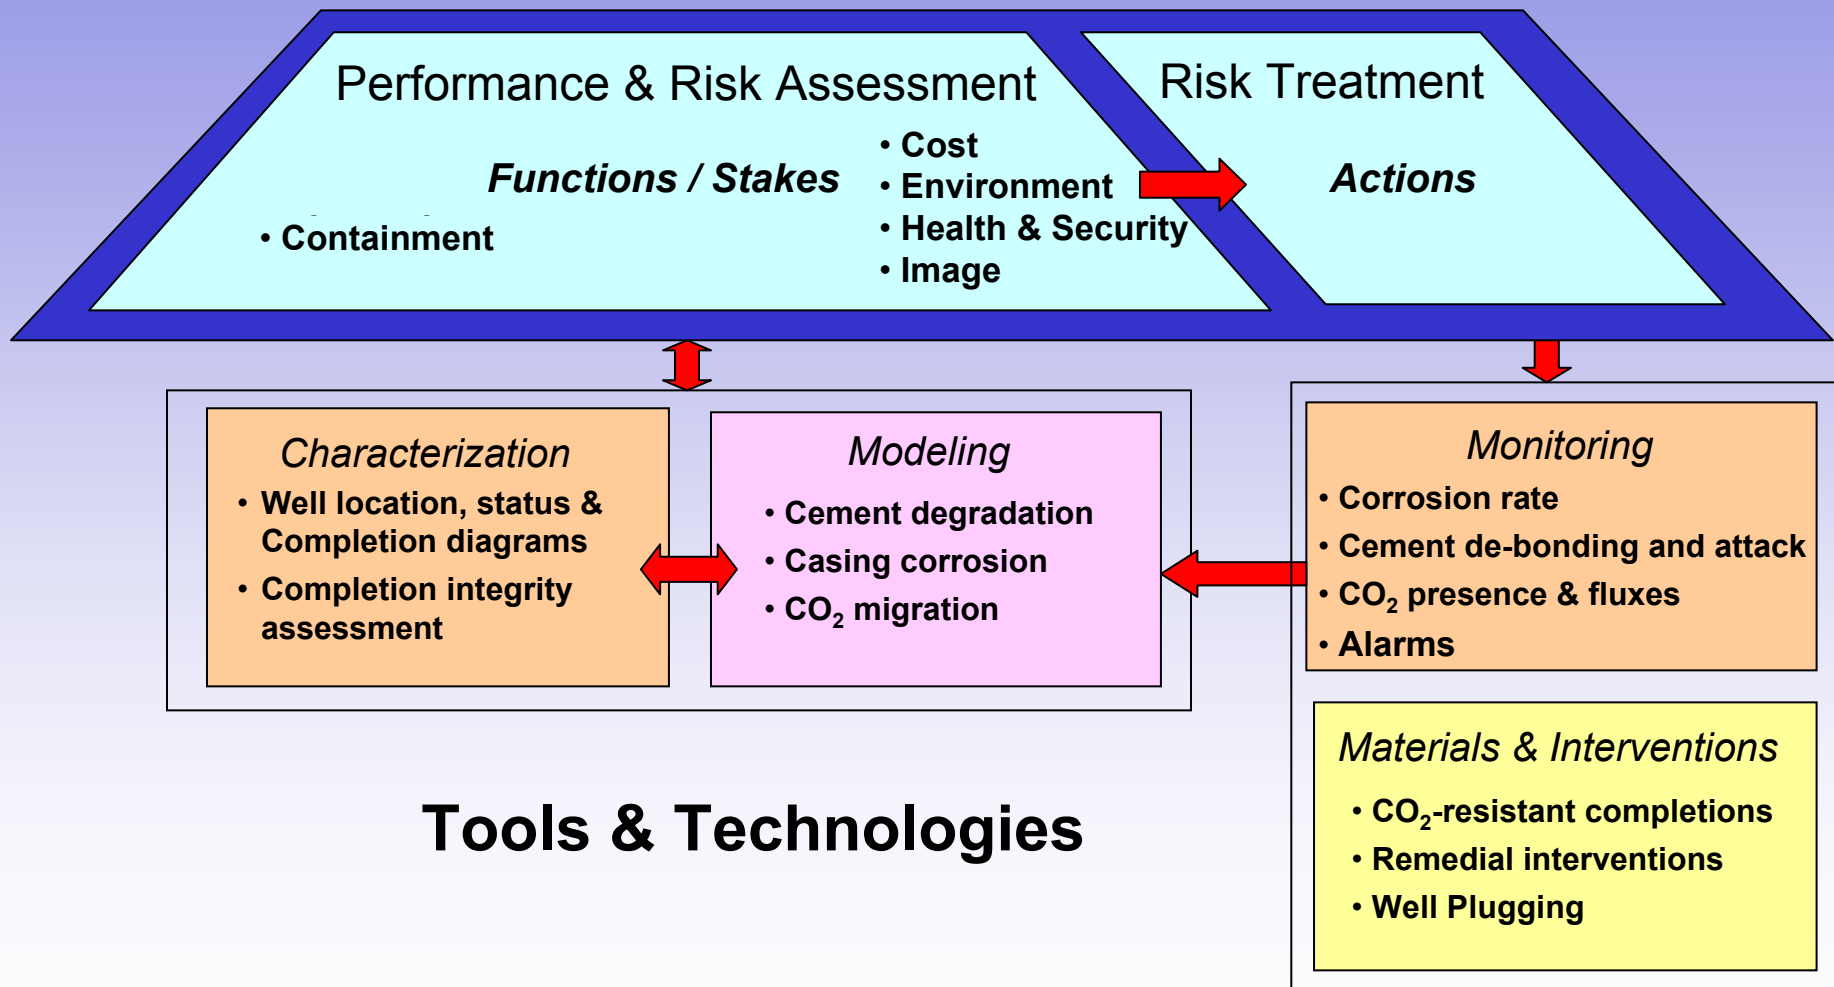 Performance & Risk Assessment
Functions / Stakes
• Containment
• Cost
• Environment
• Health & Security
• Image
Risk Treatment
Actions
Characterization
• Well location, status &
Completion diagrams
• Completion integrity
assessment
Modeling
• Cement degradation
• Casing corrosion
• CO₂ migration
Monitoring
• Corrosion rate
• Cement de-bonding and attack
• CO₂ presence & fluxes
• Alarms
Materials & Interventions
• CO₂-resistant completions
• Remedial interventions
• Well Plugging
Tools & Technologies